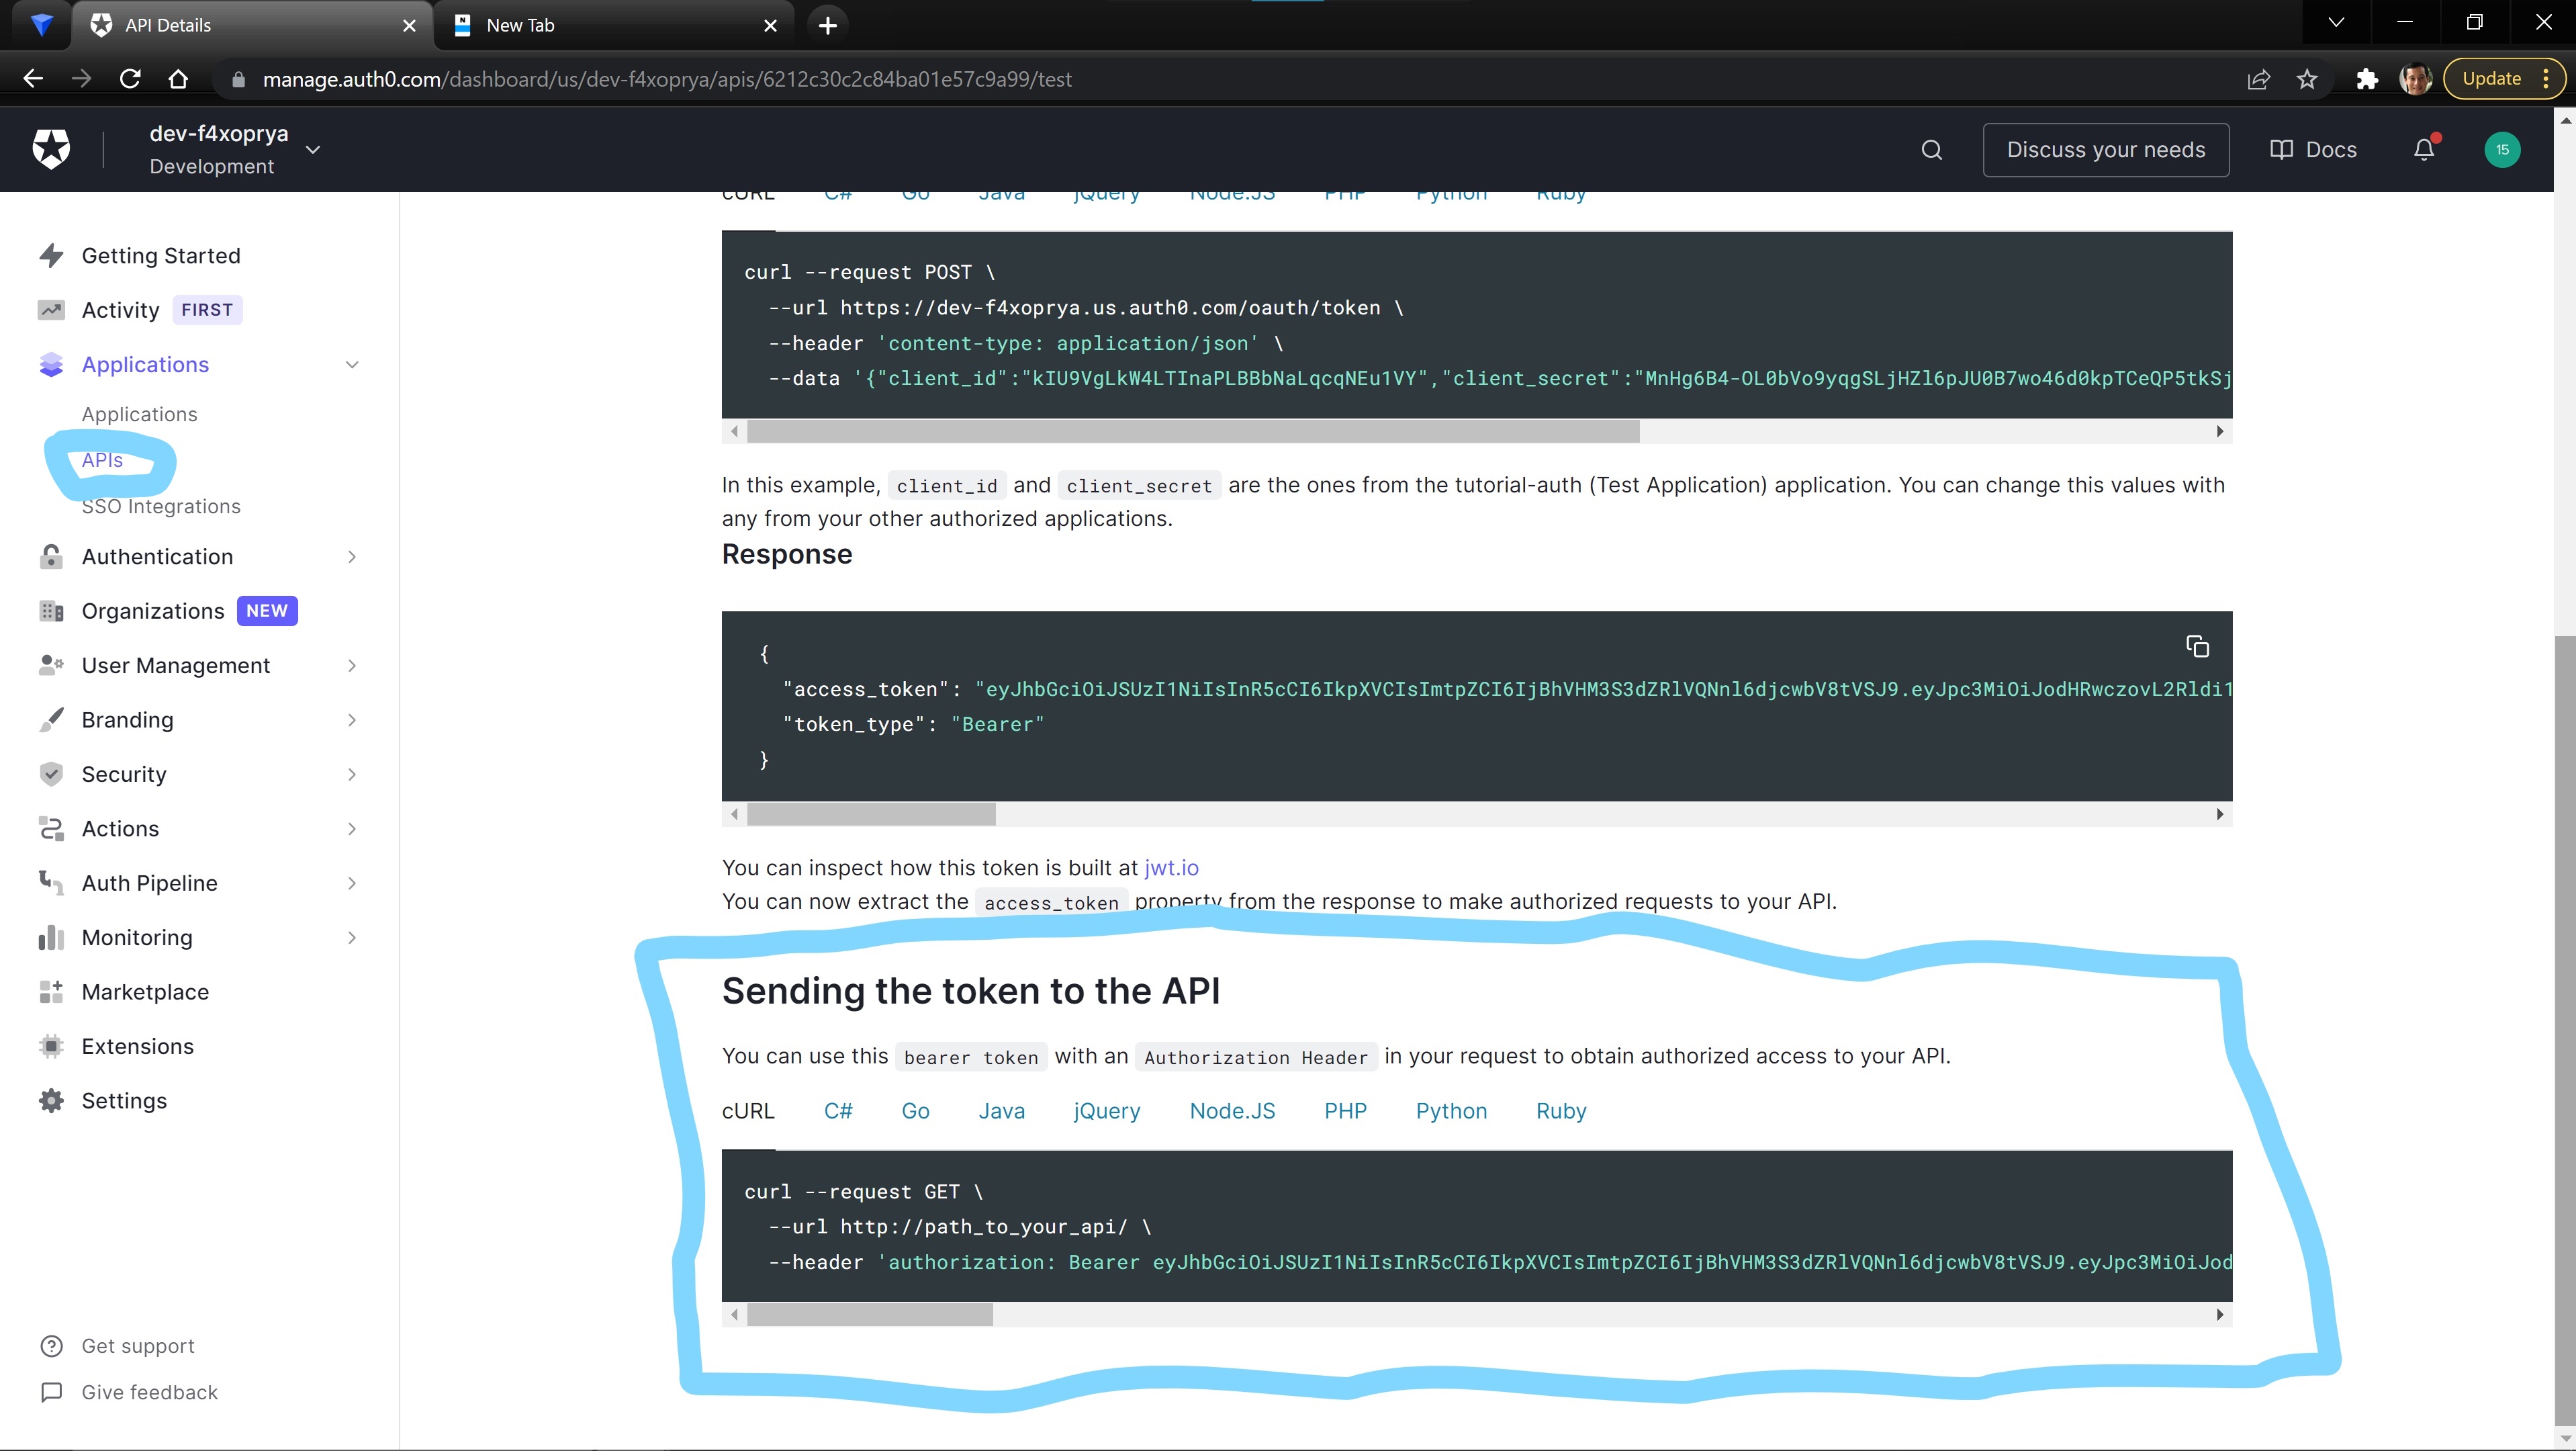 API Details
New Tab
manage.auth0.com/dashboard/us/dev-f4xoprya/apis/6212c30c2c84ba01e57c9a99/test
Update
dev-f4xoprya
Development
Discuss your needs
Docs
15
Getting Started
Activity FIRST
Applications
Applications
APIs
SSO Integrations
Authentication
Organizations NEW
User Management
Branding
Security
Actions
Auth Pipeline
Monitoring
Marketplace
Extensions
Settings
Get support
Give feedback
cURL C# Go Java jQuery Node.JS PHP Python Ruby
curl --request POST \
--url https://dev-f4xoprya.us.auth0.com/oauth/token \
--header 'content-type: application/json' \
--data '{"client_id":"kIU9VgLkW4LTInaPLBBbNaLqcqNEu1VY","client_secret":"MnHg6B4-OL0bVo9yqgSLjHZl6pJU0B7wo46d0kpTCeQP5tkSj
In this example, client_id and client_secret are the ones from the tutorial-auth (Test Application) application. You can change this values with
any from your other authorized applications.
Response
{
"access_token": "eyJhbGciOiJSUzI1NiIsInR5cCI6IkpXVCIsImtpZCI6IjBhVHM3S3dZRlVQNnl6djcwbV8tVSJ9.eyJpc3MiOiJodHRwczovL2Rldi1
"token_type": "Bearer"
}
You can inspect how this token is built at jwt.io
You can now extract the access_token property from the response to make authorized requests to your API.
Sending the token to the API
You can use this bearer token with an Authorization Header in your request to obtain authorized access to your API.
cURL C# Go Java jQuery Node.JS PHP Python Ruby
curl --request GET \
--url http://path_to_your_api/ \
--header 'authorization: Bearer eyJhbGciOiJSUzI1NiIsInR5cCI6IkpXVCIsImtpZCI6IjBhVHM3S3dZRlVQNnl6djcwbV8tVSJ9.eyJpc3MiOiJod